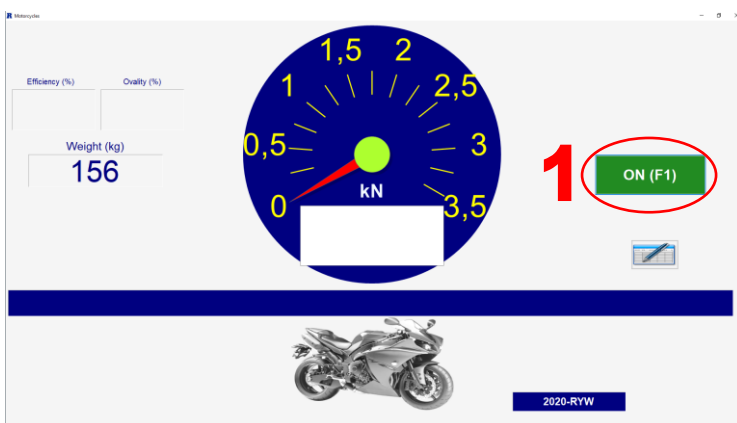 Motorcycles
Efficiency (%)
Ovality (%)
Weight (kg)
156
0
0,5
1
1,5
2
2,5
3
3,5
kN
1
ON (F1)
2020-RYW